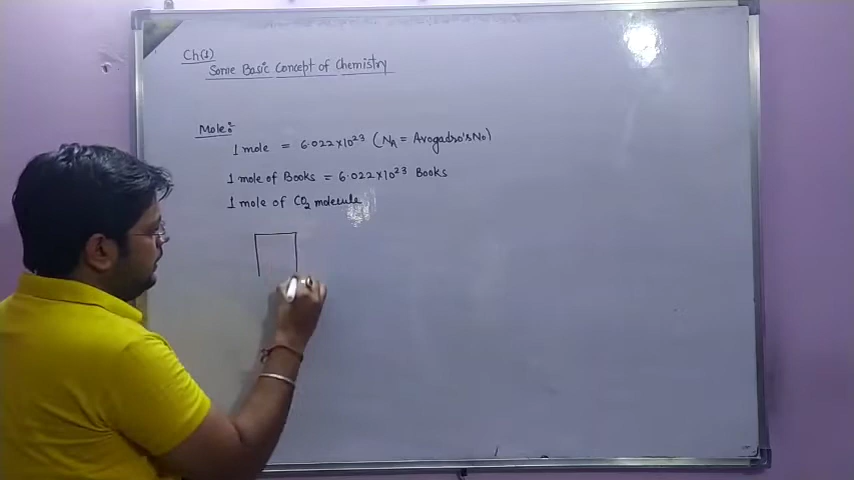 Ch(1)
Some Basic Concept of Chemistry
Mole:
1 mole = 6.022×10²³ (Nᴀ = Avogadro's No)
1 mole of Books = 6.022×10²³ Books
1 mole of CO₂ molecule